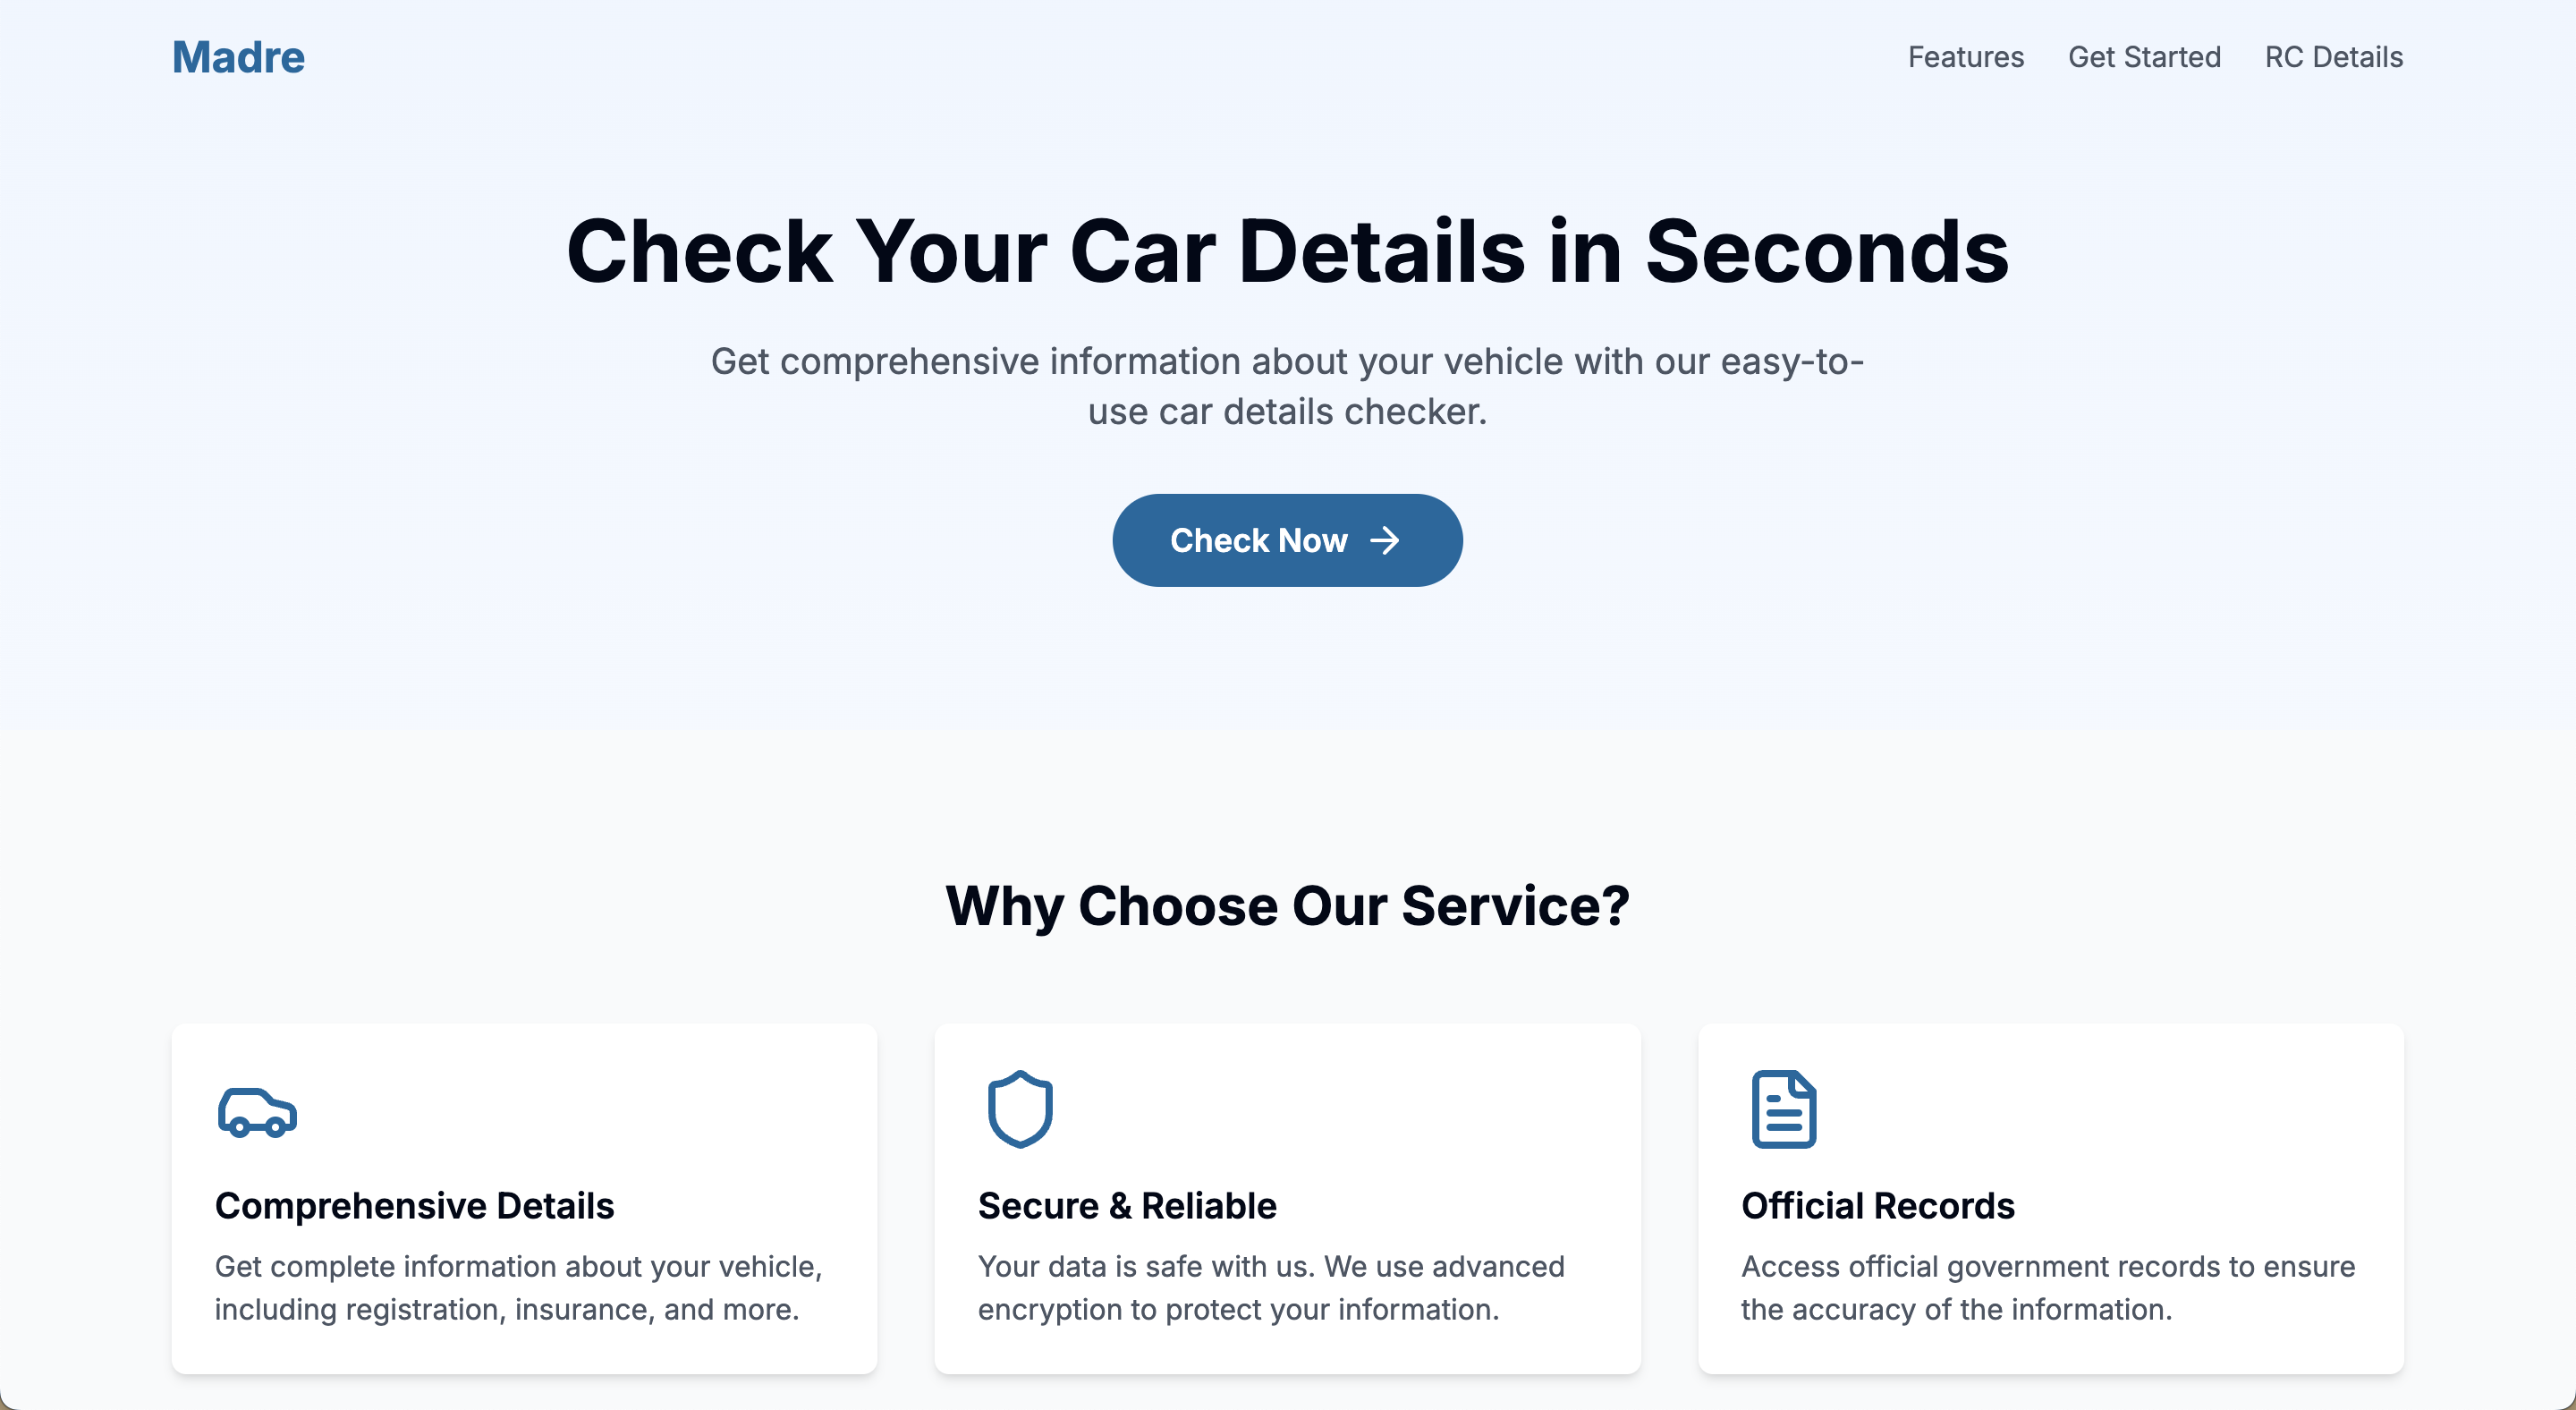 Madre
Features
Get Started
RC Details
Check Your Car Details in Seconds
Get comprehensive information about your vehicle with our easy-to-
use car details checker.
Check Now
Why Choose Our Service?
Comprehensive Details
Get complete information about your vehicle,
including registration, insurance, and more.
Secure & Reliable
Your data is safe with us. We use advanced
encryption to protect your information.
Official Records
Access official government records to ensure
the accuracy of the information.